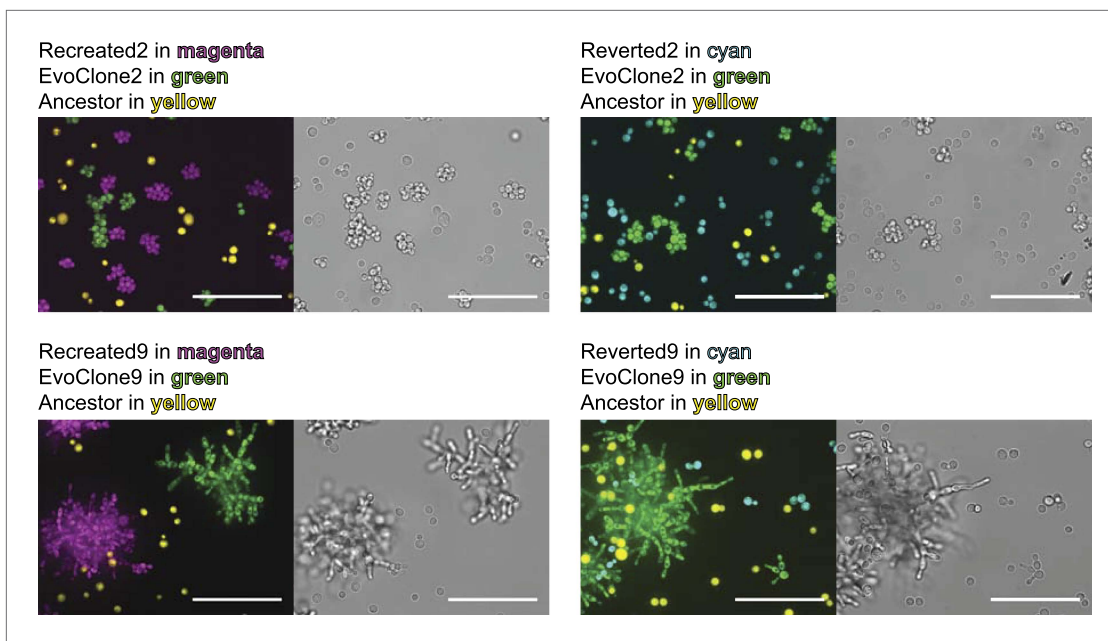 Recreated2 in magenta
EvoClone2 in green
Ancestor in yellow
Reverted2 in cyan
EvoClone2 in green
Ancestor in yellow
Recreated9 in magenta
EvoClone9 in green
Ancestor in yellow
Reverted9 in cyan
EvoClone9 in green
Ancestor in yellow